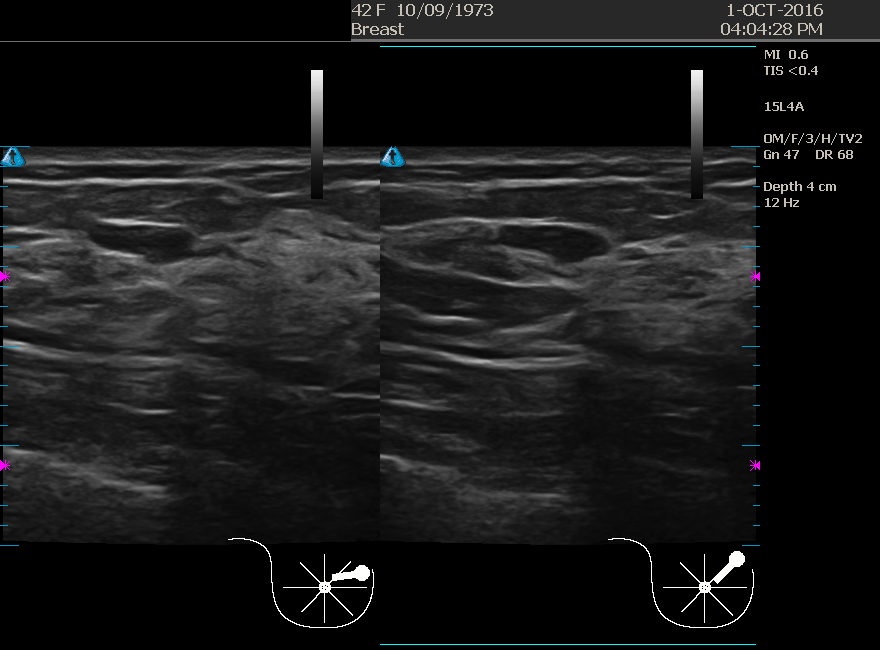 42 F 10/09/1973 1-OCT-2016
Breast 04:04:28 PM
MI 0.6
TIS <0.4
15L4A
OM/F/3/H/TV2
Gn 47 DR 68
Depth 4 cm
12 Hz